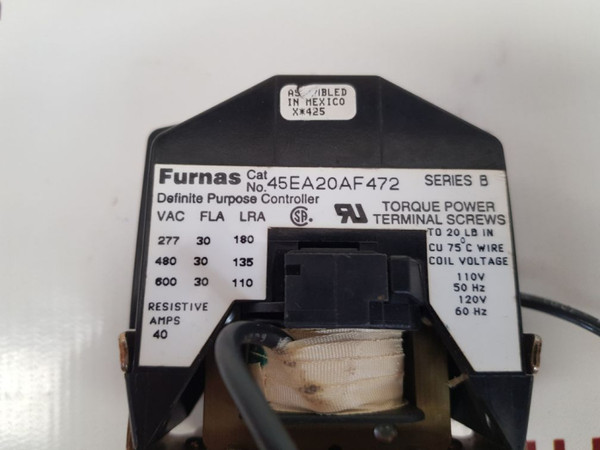 IN MEXICO
X*425
Furnas Cat No. 45EA20AF472 SERIES B
Definite Purpose Controller
TORQUE POWER
TERMINAL SCREWS
TO 20 LB IN
CU 75°C WIRE
COIL VOLTAGE
110V
50 Hz
120V
60 Hz
VAC FLA LRA
277 30 180
480 30 135
600 30 110
RESISTIVE
AMPS
40